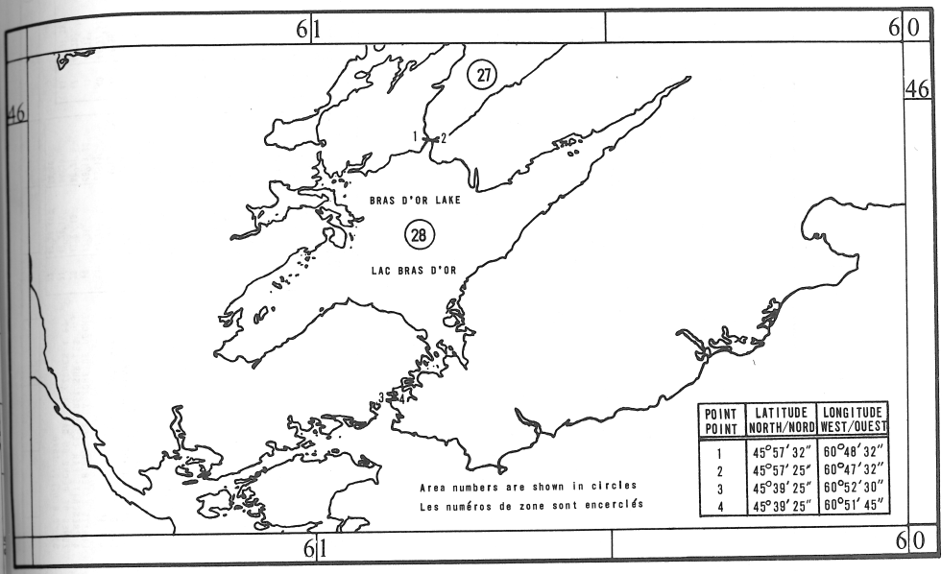 61
60
46
46
27
1
2
BRAS D'OR LAKE
28
LAC BRAS D'OR
3
4
POINT LATITUDE LONGITUDE
POINT NORTH/NORD WEST/OUEST
1 45°57'32" 60°48'32"
2 45°57'25" 60°47'32"
3 45°39'25" 60°52'30"
4 45°39'25" 60°51'45"
Area numbers are shown in circles
Les numéros de zone sont encerclés
61
60